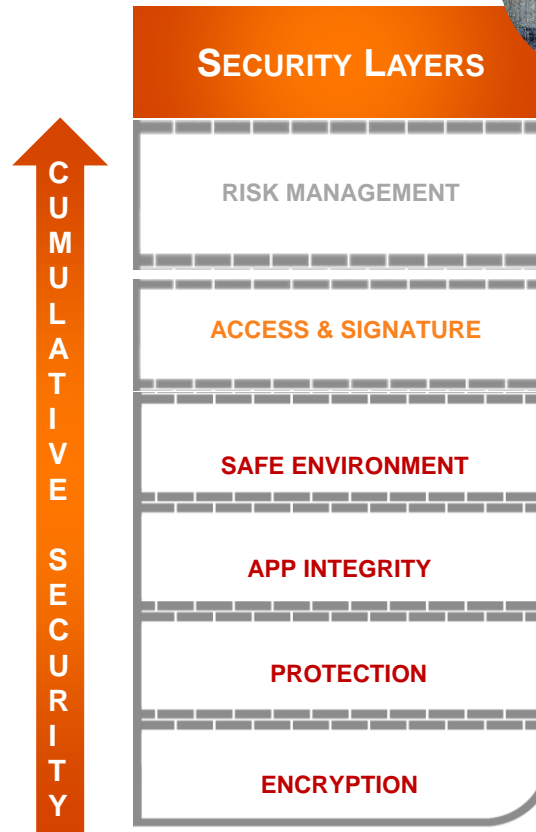 SECURITY LAYERS
CUMULATIVE SECURITY
RISK MANAGEMENT
ACCESS & SIGNATURE
SAFE ENVIRONMENT
APP INTEGRITY
PROTECTION
ENCRYPTION